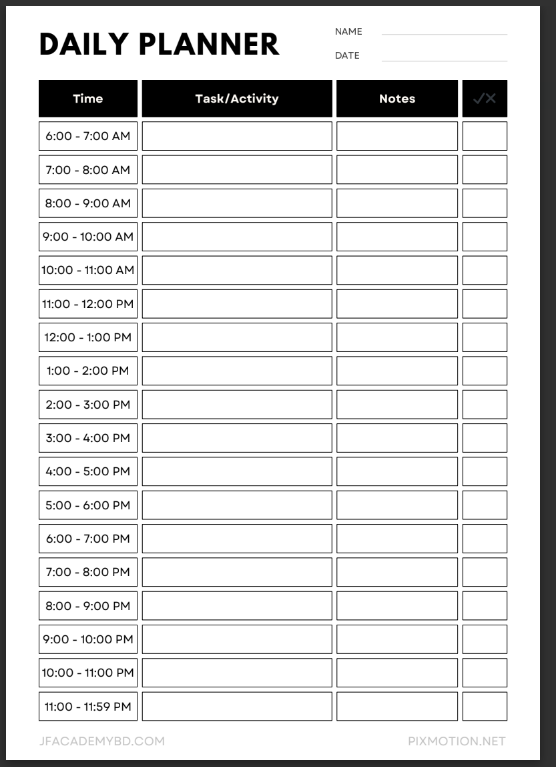 DAILY PLANNER
NAME
DATE
Time Task/Activity Notes ✓✕
6:00 - 7:00 AM
7:00 - 8:00 AM
8:00 - 9:00 AM
9:00 - 10:00 AM
10:00 - 11:00 AM
11:00 - 12:00 PM
12:00 - 1:00 PM
1:00 - 2:00 PM
2:00 - 3:00 PM
3:00 - 4:00 PM
4:00 - 5:00 PM
5:00 - 6:00 PM
6:00 - 7:00 PM
7:00 - 8:00 PM
8:00 - 9:00 PM
9:00 - 10:00 PM
10:00 - 11:00 PM
11:00 - 11:59 PM
JFACADEMYBD.COM PIXMOTION.NET